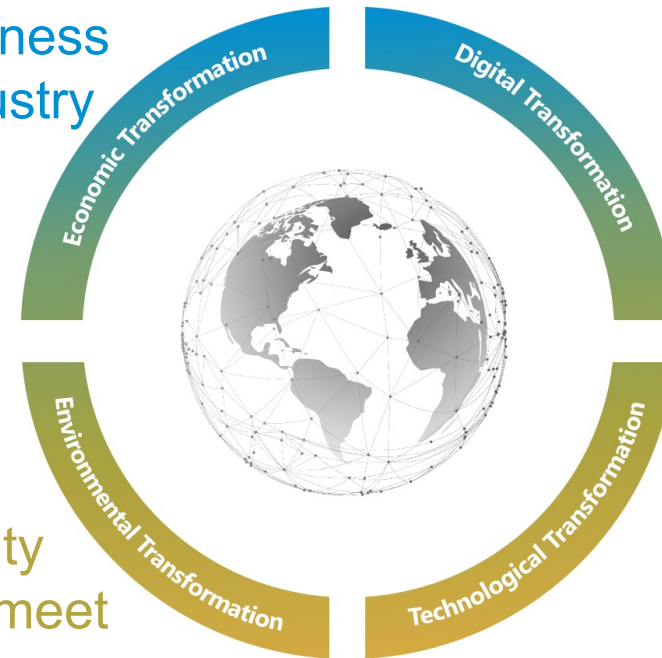 ness
ustry
Economic Transformation
Digital Transformation
Environmental Transformation
Technological Transformation
ty
meet